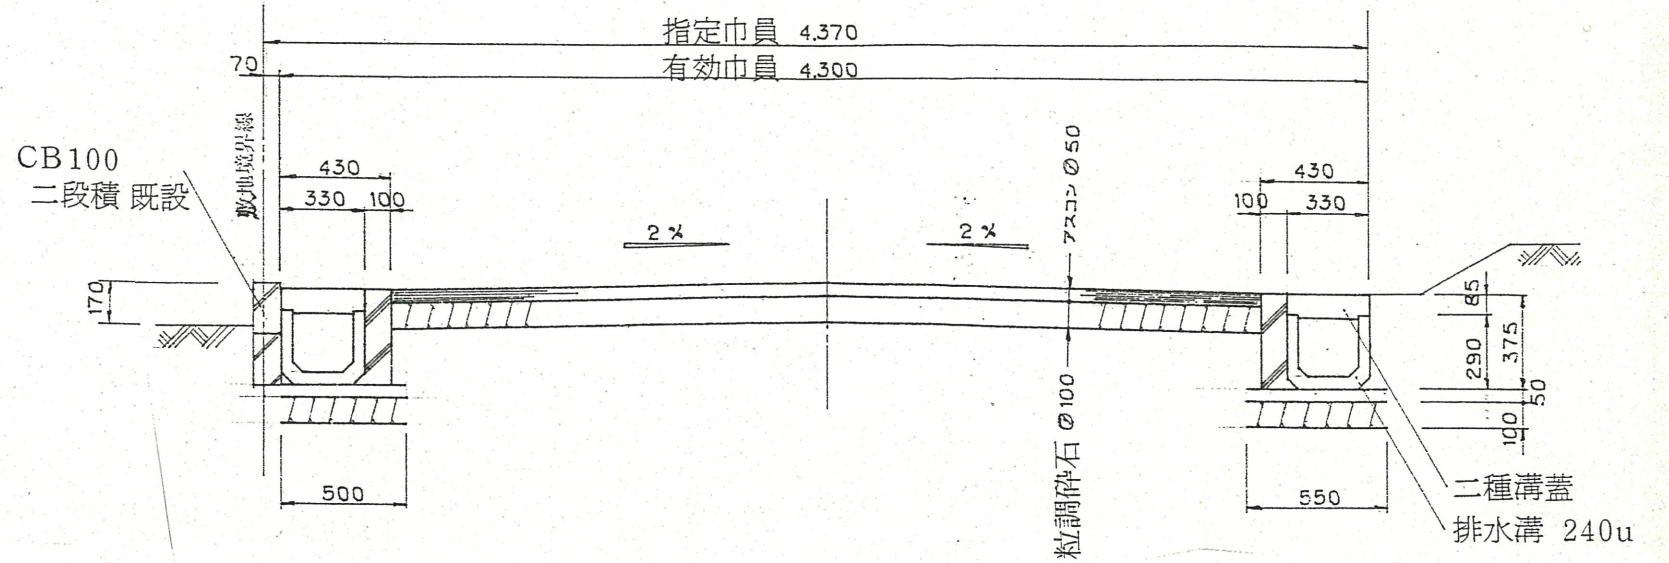 指定巾員 4,370
70
有効巾員 4,300
敷地境界線
CB100
二段積 既設
430
330 100
2%
2%
アスコン ⌀50
430
100 330
170
85
290
375
50
100
粒調砕石 ⌀100
500
550
二種溝蓋
排水溝 240u